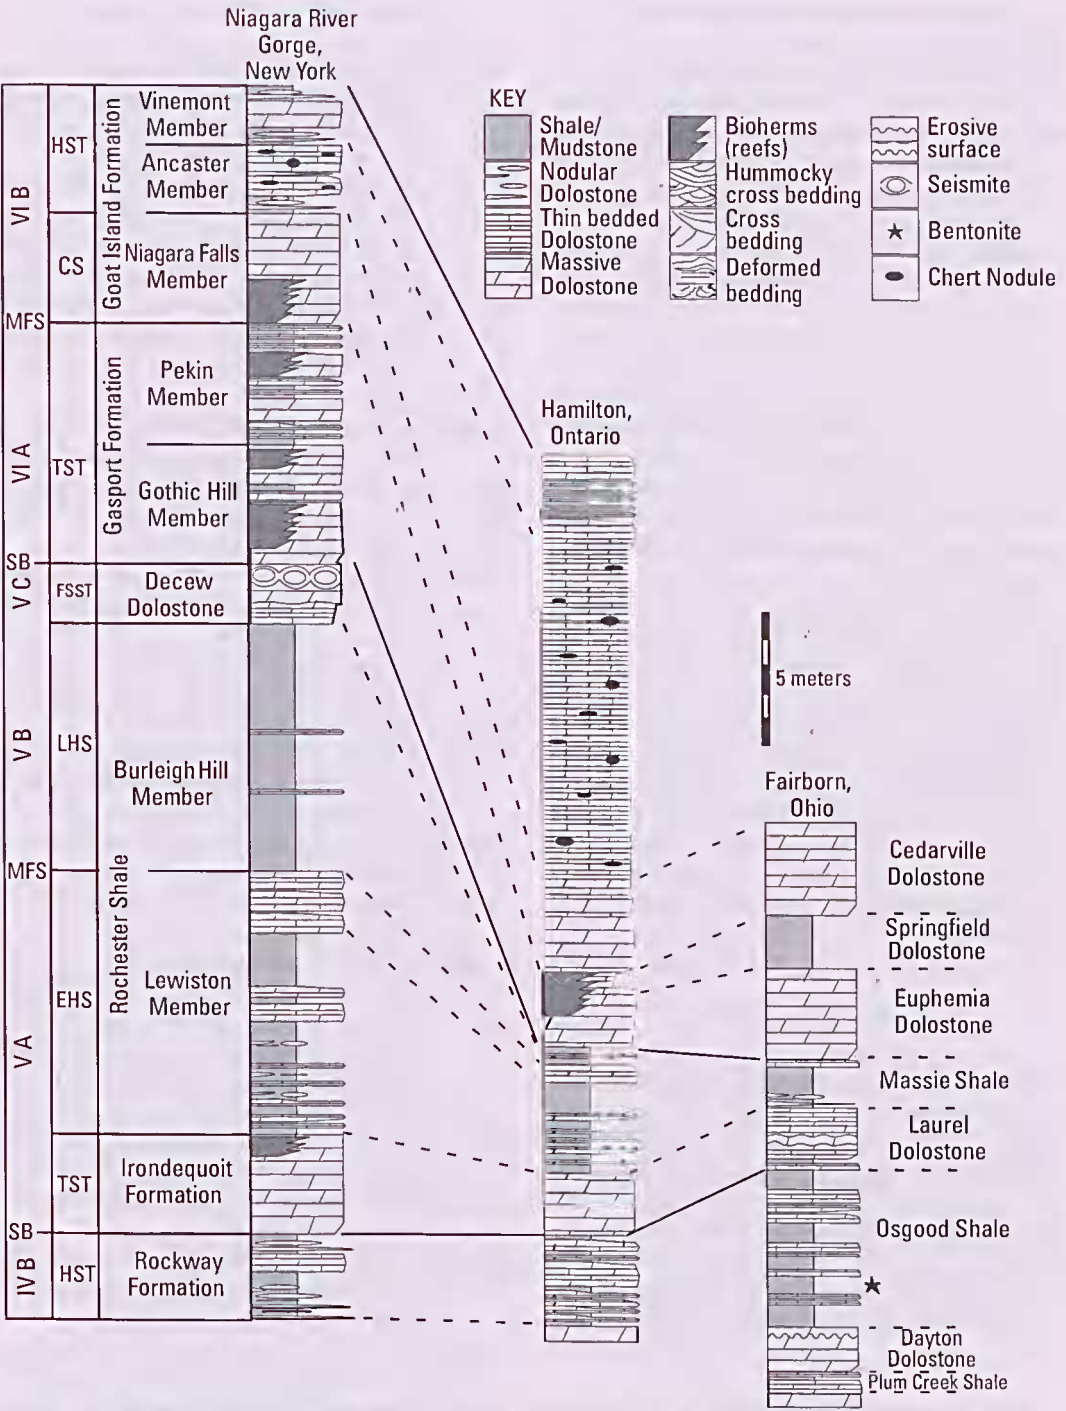 Niagara River
Gorge,
New York
VI B
HST
CS
MFS
VI A
TST
SB
V C
FSST
V B
LHS
MFS
V A
EHS
TST
SB
IV B
HST
Goat Island Formation
Vinemont
Member
Ancaster
Member
Niagara Falls
Member
Gasport Formation
Pekin
Member
Gothic Hill
Member
Decew
Dolostone
Rochester Shale
Burleigh Hill
Member
Lewiston
Member
Irondequoit
Formation
Rockway
Formation
KEY
Shale/
Mudstone
Nodular
Dolostone
Thin bedded
Dolostone
Massive
Dolostone
Bioherms
(reefs)
Hummocky
cross bedding
Cross
bedding
Deformed
bedding
Erosive
surface
Seismite
Bentonite
Chert Nodule
Hamilton,
Ontario
5 meters
Fairborn,
Ohio
Cedarville
Dolostone
Springfield
Dolostone
Euphemia
Dolostone
Massie Shale
Laurel
Dolostone
Osgood Shale
Dayton
Dolostone
Plum Creek Shale